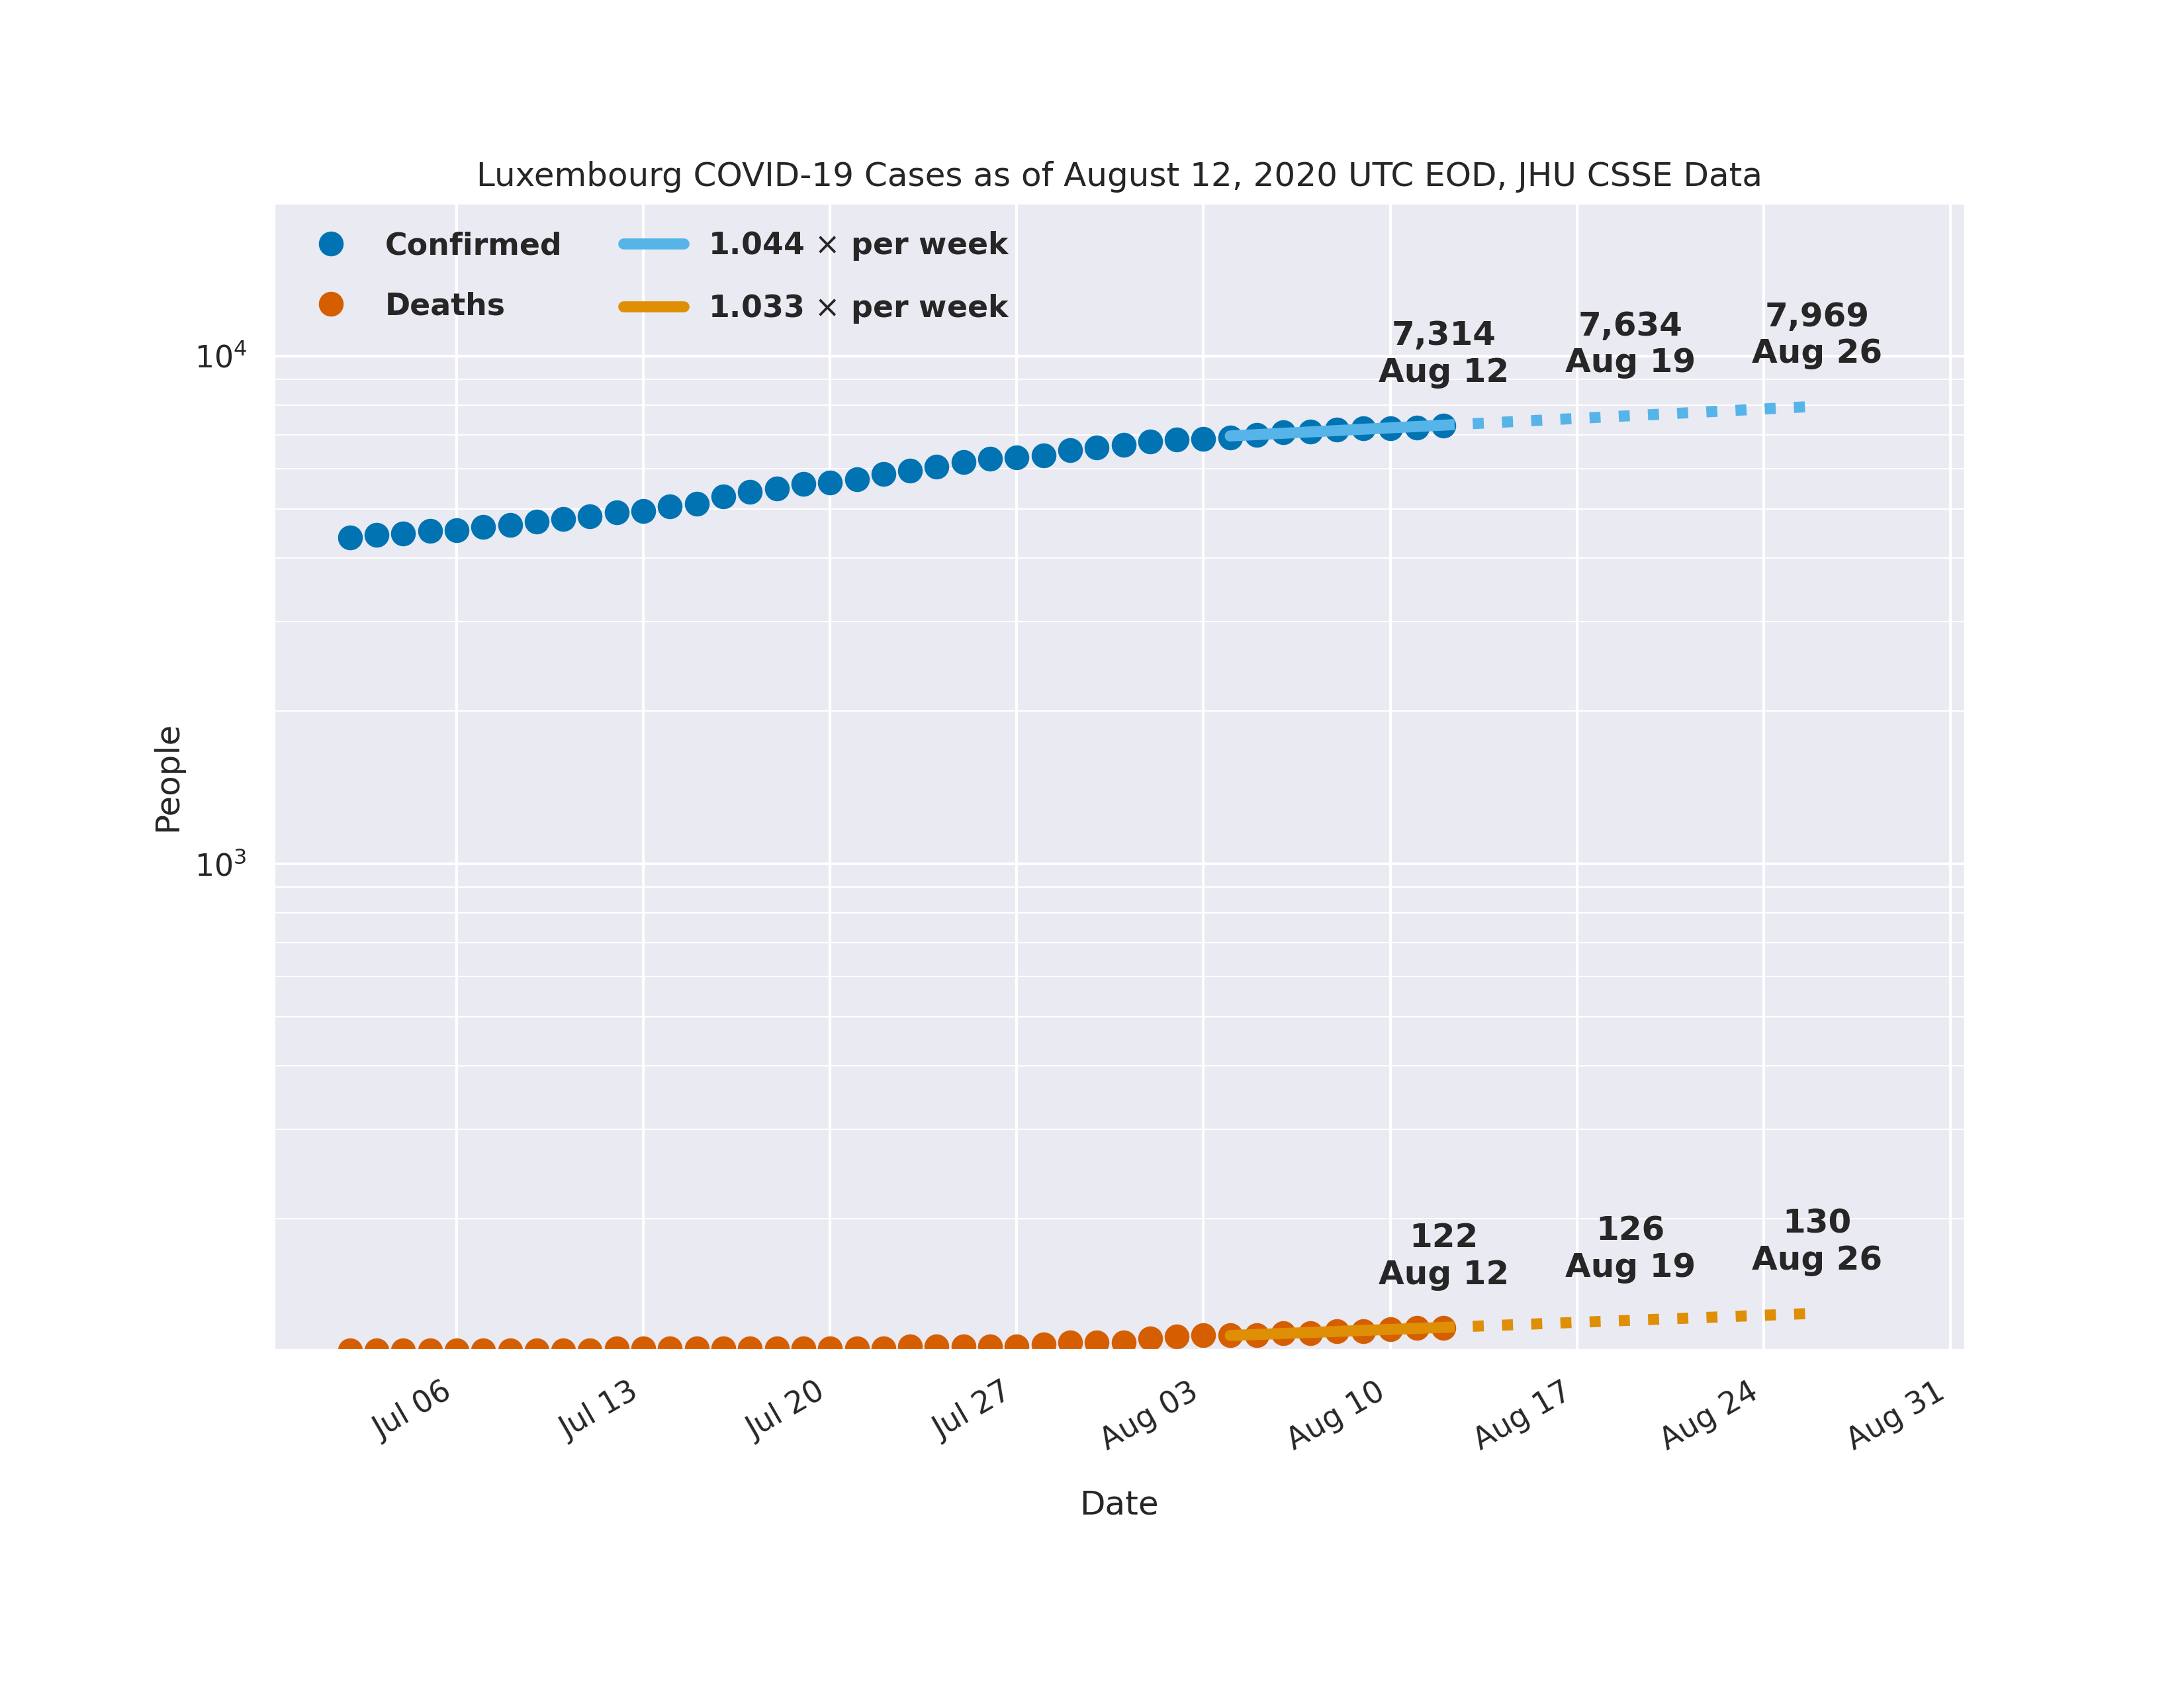 Luxembourg COVID-19 Cases as of August 12, 2020 UTC EOD, JHU CSSE Data
Confirmed
Deaths
1.044 × per week
1.033 × per week
7,314
Aug 12
7,634
Aug 19
7,969
Aug 26
10⁴
People
10³
122
Aug 12
126
Aug 19
130
Aug 26
Jul 06
Jul 13
Jul 20
Jul 27
Aug 03
Aug 10
Aug 17
Aug 24
Aug 31
Date